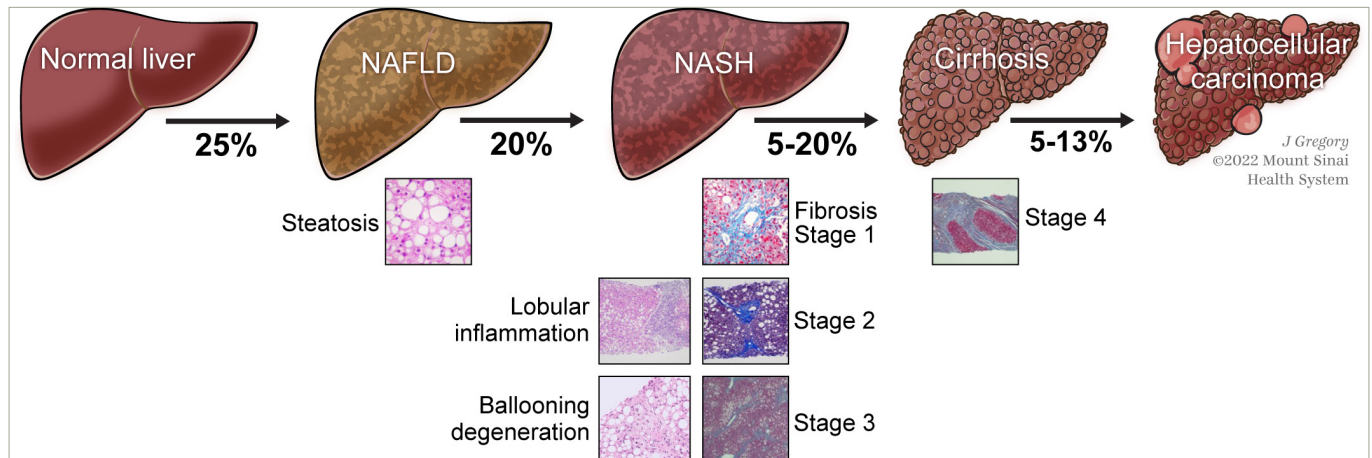 Normal liver
NAFLD
NASH
Cirrhosis
Hepatocellular
carcinoma
25%
20%
5-20%
5-13%
J Gregory
©2022 Mount Sinai
Health System
Steatosis
Fibrosis
Stage 1
Stage 4
Lobular
inflammation
Stage 2
Ballooning
degeneration
Stage 3